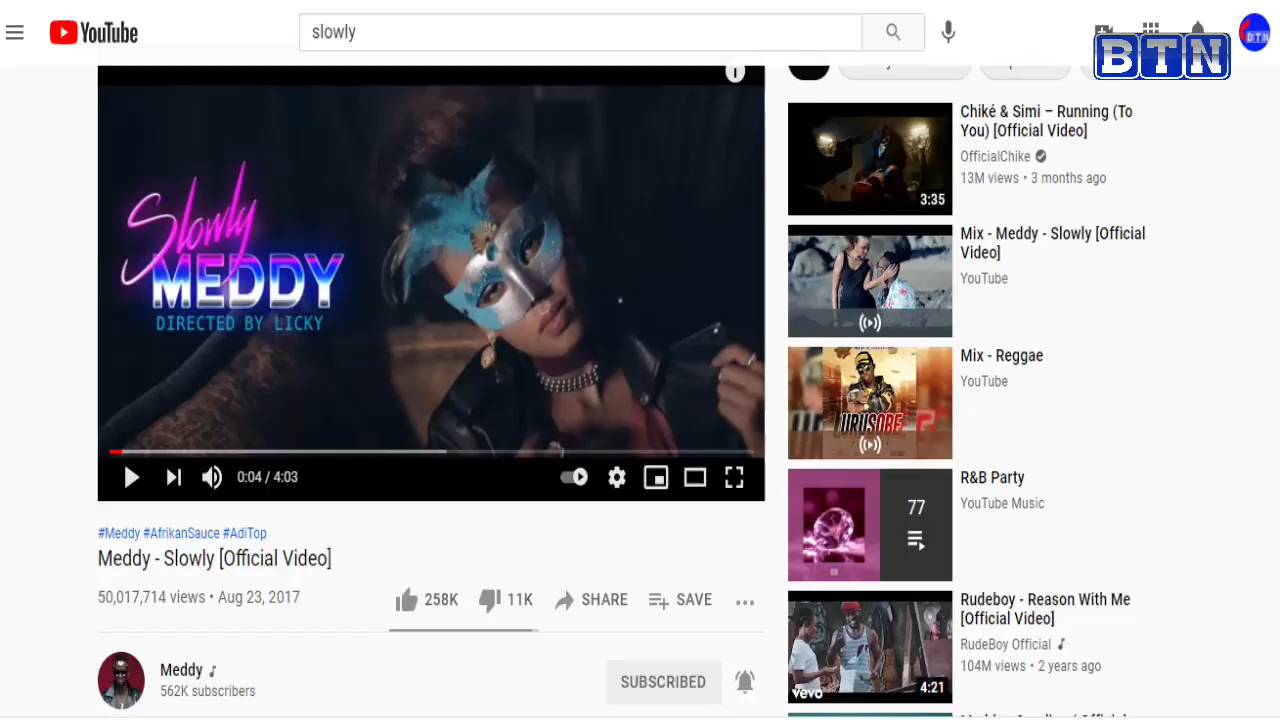 YouTube
slowly
BTN
BTN
Slowly
MEDDY
DIRECTED BY LICKY
0:04 / 4:03
#Meddy #AfrikanSauce #AdiTop
Meddy - Slowly [Official Video]
50,017,714 views • Aug 23, 2017
258K
11K
SHARE
SAVE
Meddy
562K subscribers
SUBSCRIBED
Chiké & Simi – Running (To
You) [Official Video]
OfficialChike
13M views • 3 months ago
3:35
Mix - Meddy - Slowly [Official
Video]
YouTube
Mix - Reggae
YouTube
URUSOBE
R&B Party
YouTube Music
77
Rudeboy - Reason With Me
[Official Video]
RudeBoy Official
104M views • 2 years ago
vevo
4:21